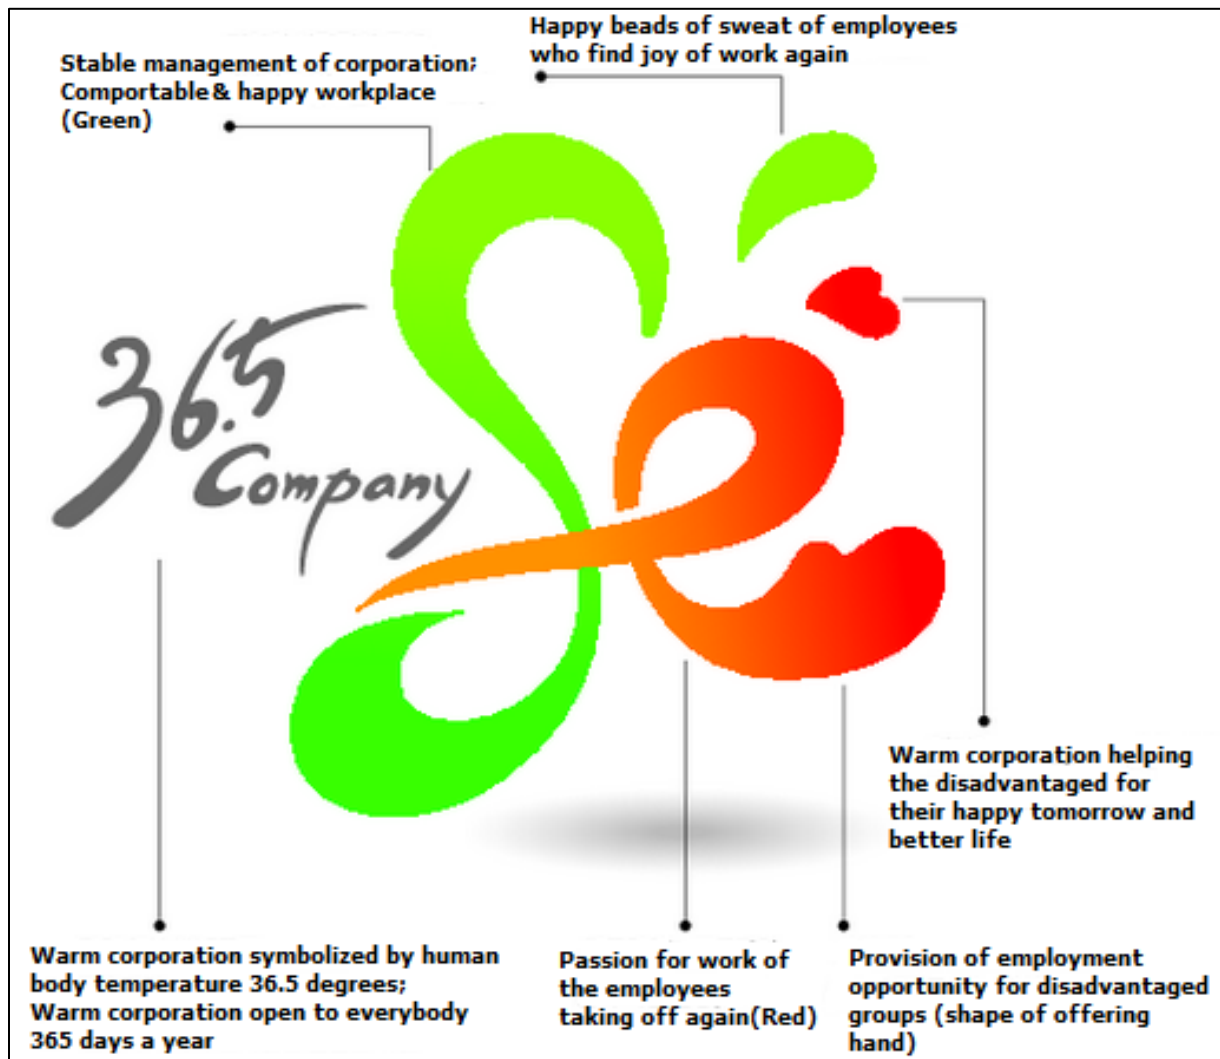 Happy beads of sweat of employees
who find joy of work again
Stable management of corporation;
Comportable & happy workplace
(Green)
36.5
Company
Warm corporation helping
the disadvantaged for
their happy tomorrow and
better life
Warm corporation symbolized by human
body temperature 36.5 degrees;
Warm corporation open to everybody
365 days a year
Passion for work of
the employees
taking off again(Red)
Provision of employment
opportunity for disadvantaged
groups (shape of offering
hand)